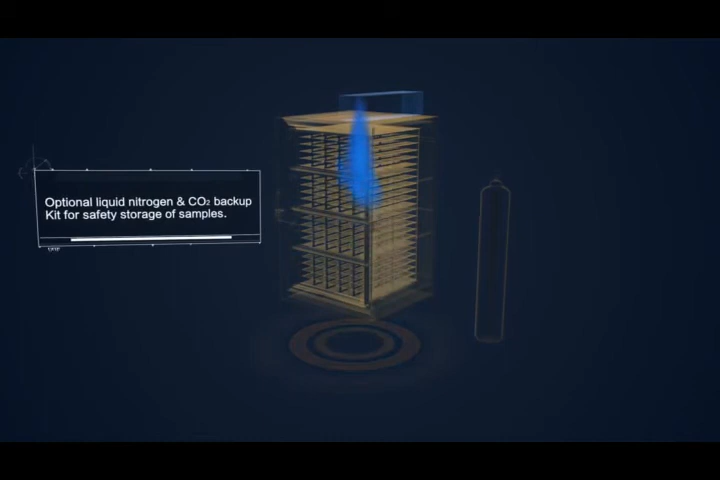 Optional liquid nitrogen & CO₂ backup
Kit for safety storage of samples.